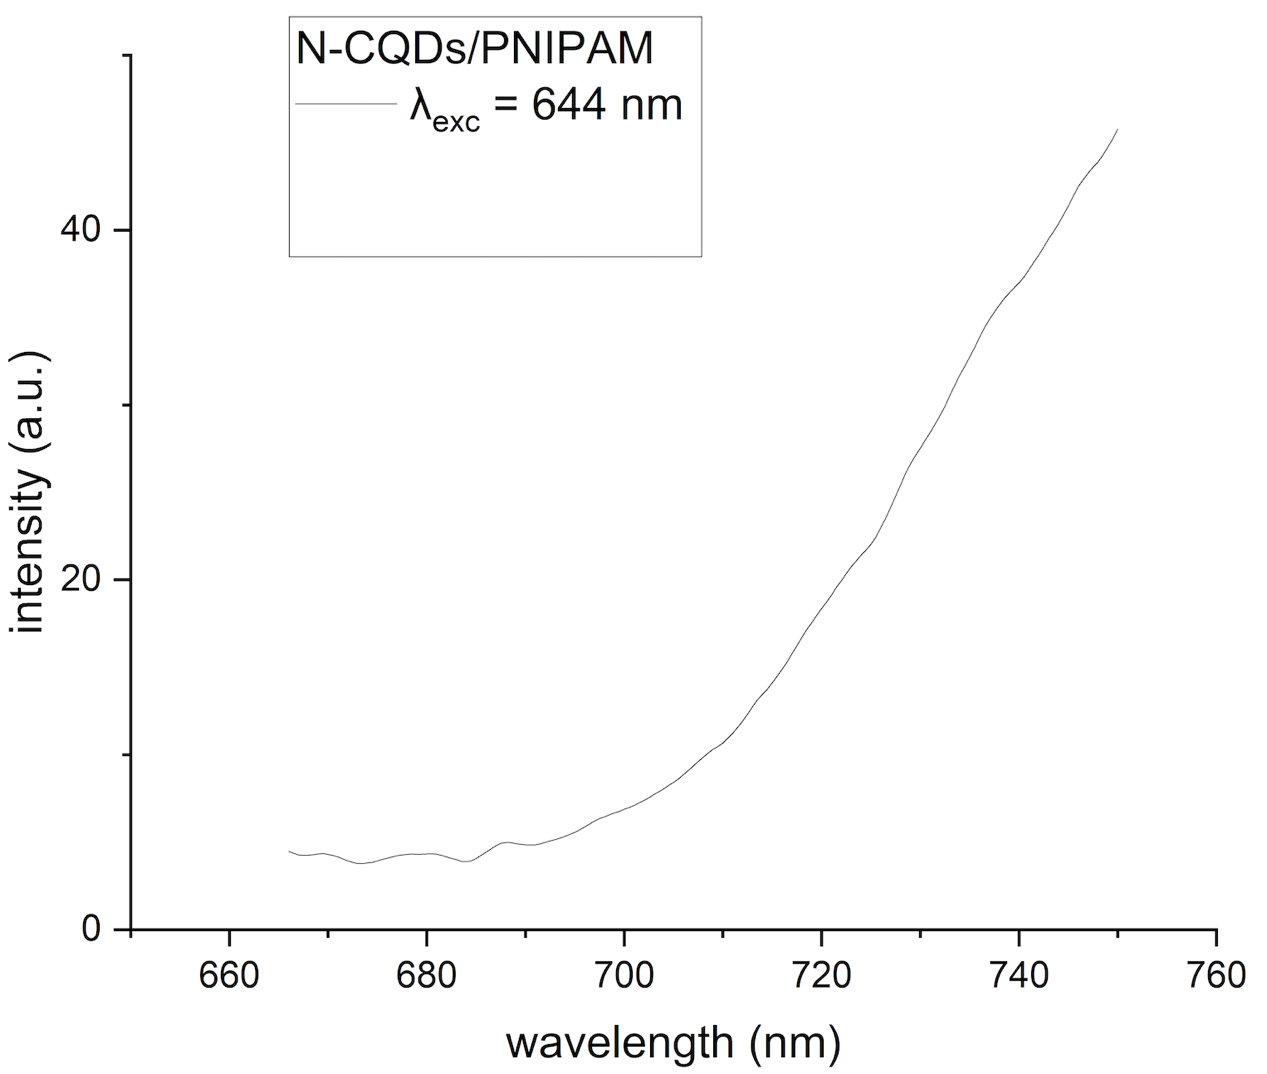 N-CQDs/PNIPAM
λexc = 644 nm
40
20
0
intensity (a.u.)
660 680 700 720 740 760
wavelength (nm)